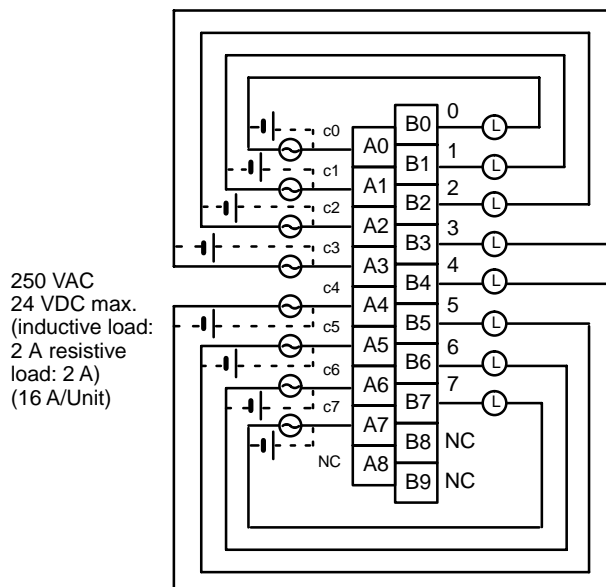 0
c0
B0
L
A0
1
c1
B1
L
A1
2
c2
B2
L
A2
3
c3
B3
L
A3
4
c4
B4
L
A4
5
c5
B5
L
A5
6
c6
B6
L
A6
7
c7
B7
L
A7
NC
B8
NC
A8
B9
NC
250 VAC
24 VDC max.
(inductive load:
2 A resistive
load: 2 A)
(16 A/Unit)